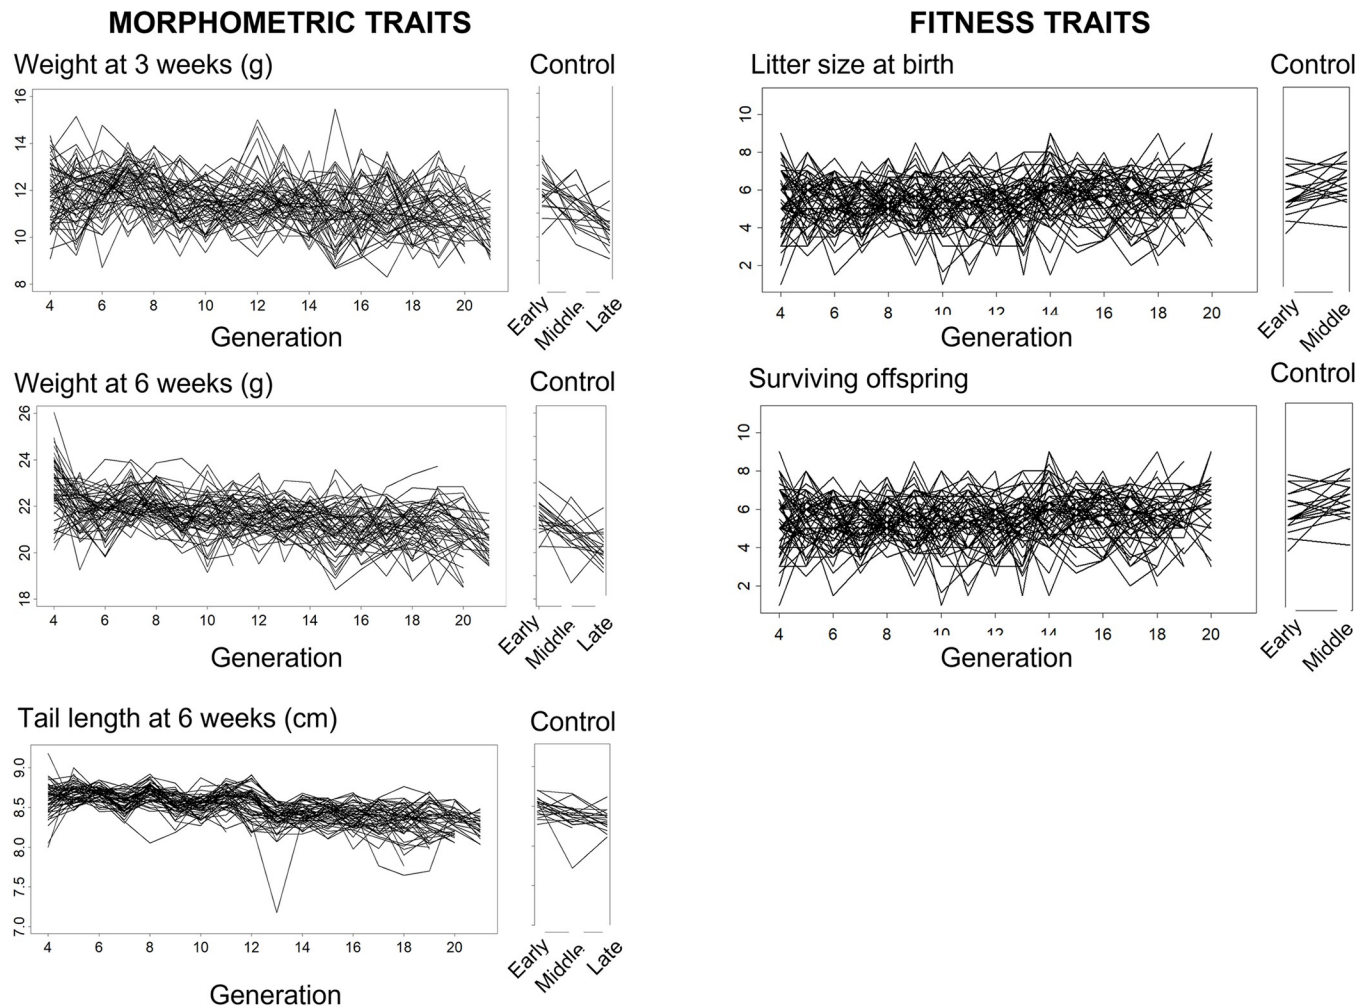 MORPHOMETRIC TRAITS
FITNESS TRAITS
Weight at 3 weeks (g)
Control
16
14
12
10
8
4 6 8 10 12 14 16 18 20
Generation
Early Middle Late
Litter size at birth
Control
10
8
6
4
2
4 6 8 10 12 14 16 18 20
Generation
Early Middle
Weight at 6 weeks (g)
Control
26
24
22
20
18
4 6 8 10 12 14 16 18 20
Generation
Early Middle Late
Surviving offspring
Control
10
8
6
4
2
4 6 8 10 12 14 16 18 20
Generation
Early Middle
Tail length at 6 weeks (cm)
Control
9.0
8.5
8.0
7.5
7.0
4 6 8 10 12 14 16 18 20
Generation
Early Middle Late